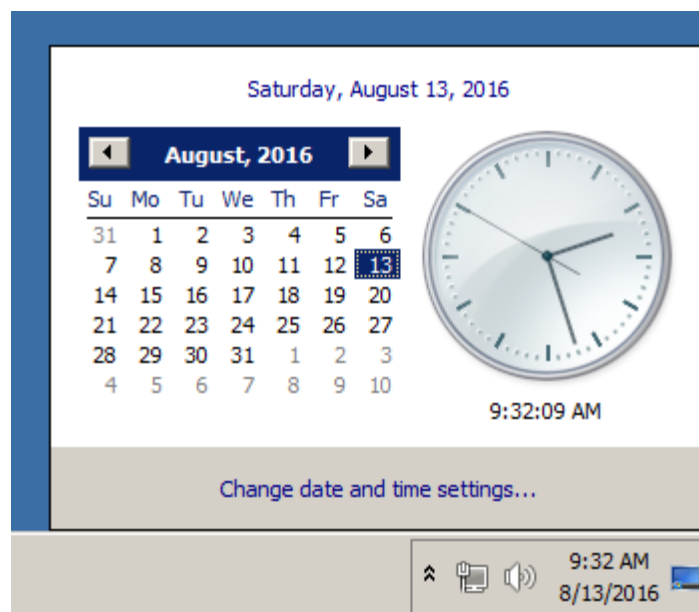 Saturday, August 13, 2016
August, 2016
Su Mo Tu We Th Fr Sa
31 1 2 3 4 5 6
7 8 9 10 11 12 13
14 15 16 17 18 19 20
21 22 23 24 25 26 27
28 29 30 31 1 2 3
4 5 6 7 8 9 10
9:32:09 AM
Change date and time settings...
9:32 AM
8/13/2016